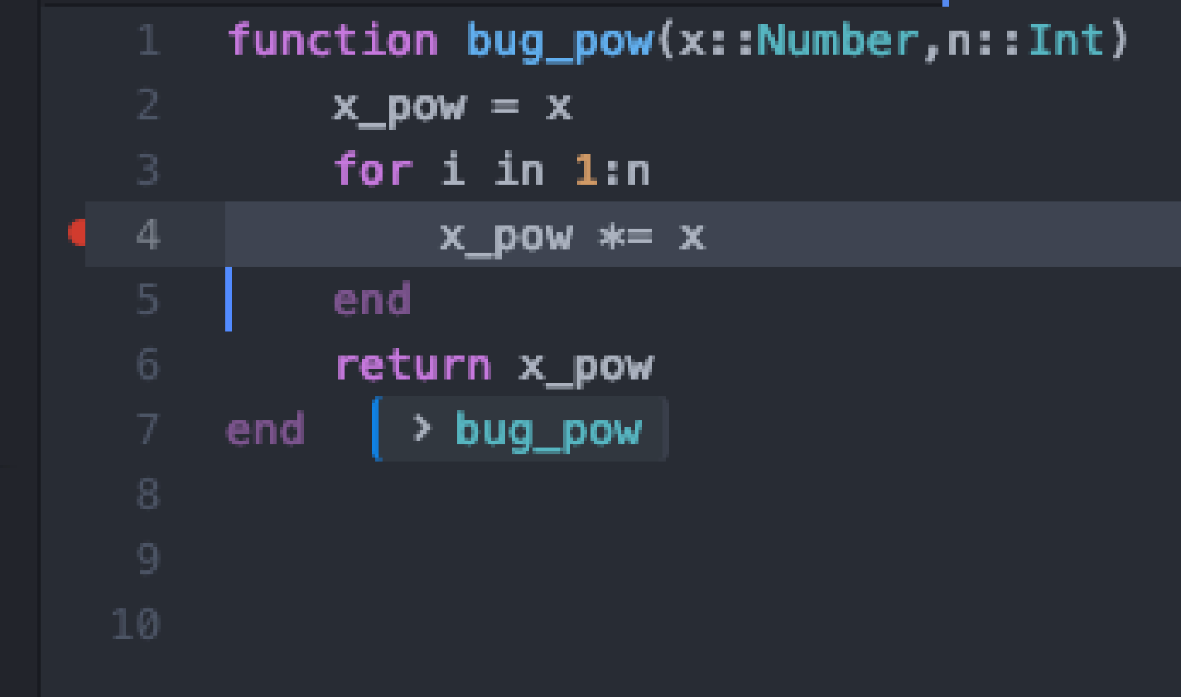 1 function bug_pow(x::Number,n::Int)
2     x_pow = x
3     for i in 1:n
4         x_pow *= x
5     end
6     return x_pow
7 end > bug_pow
8
9
10